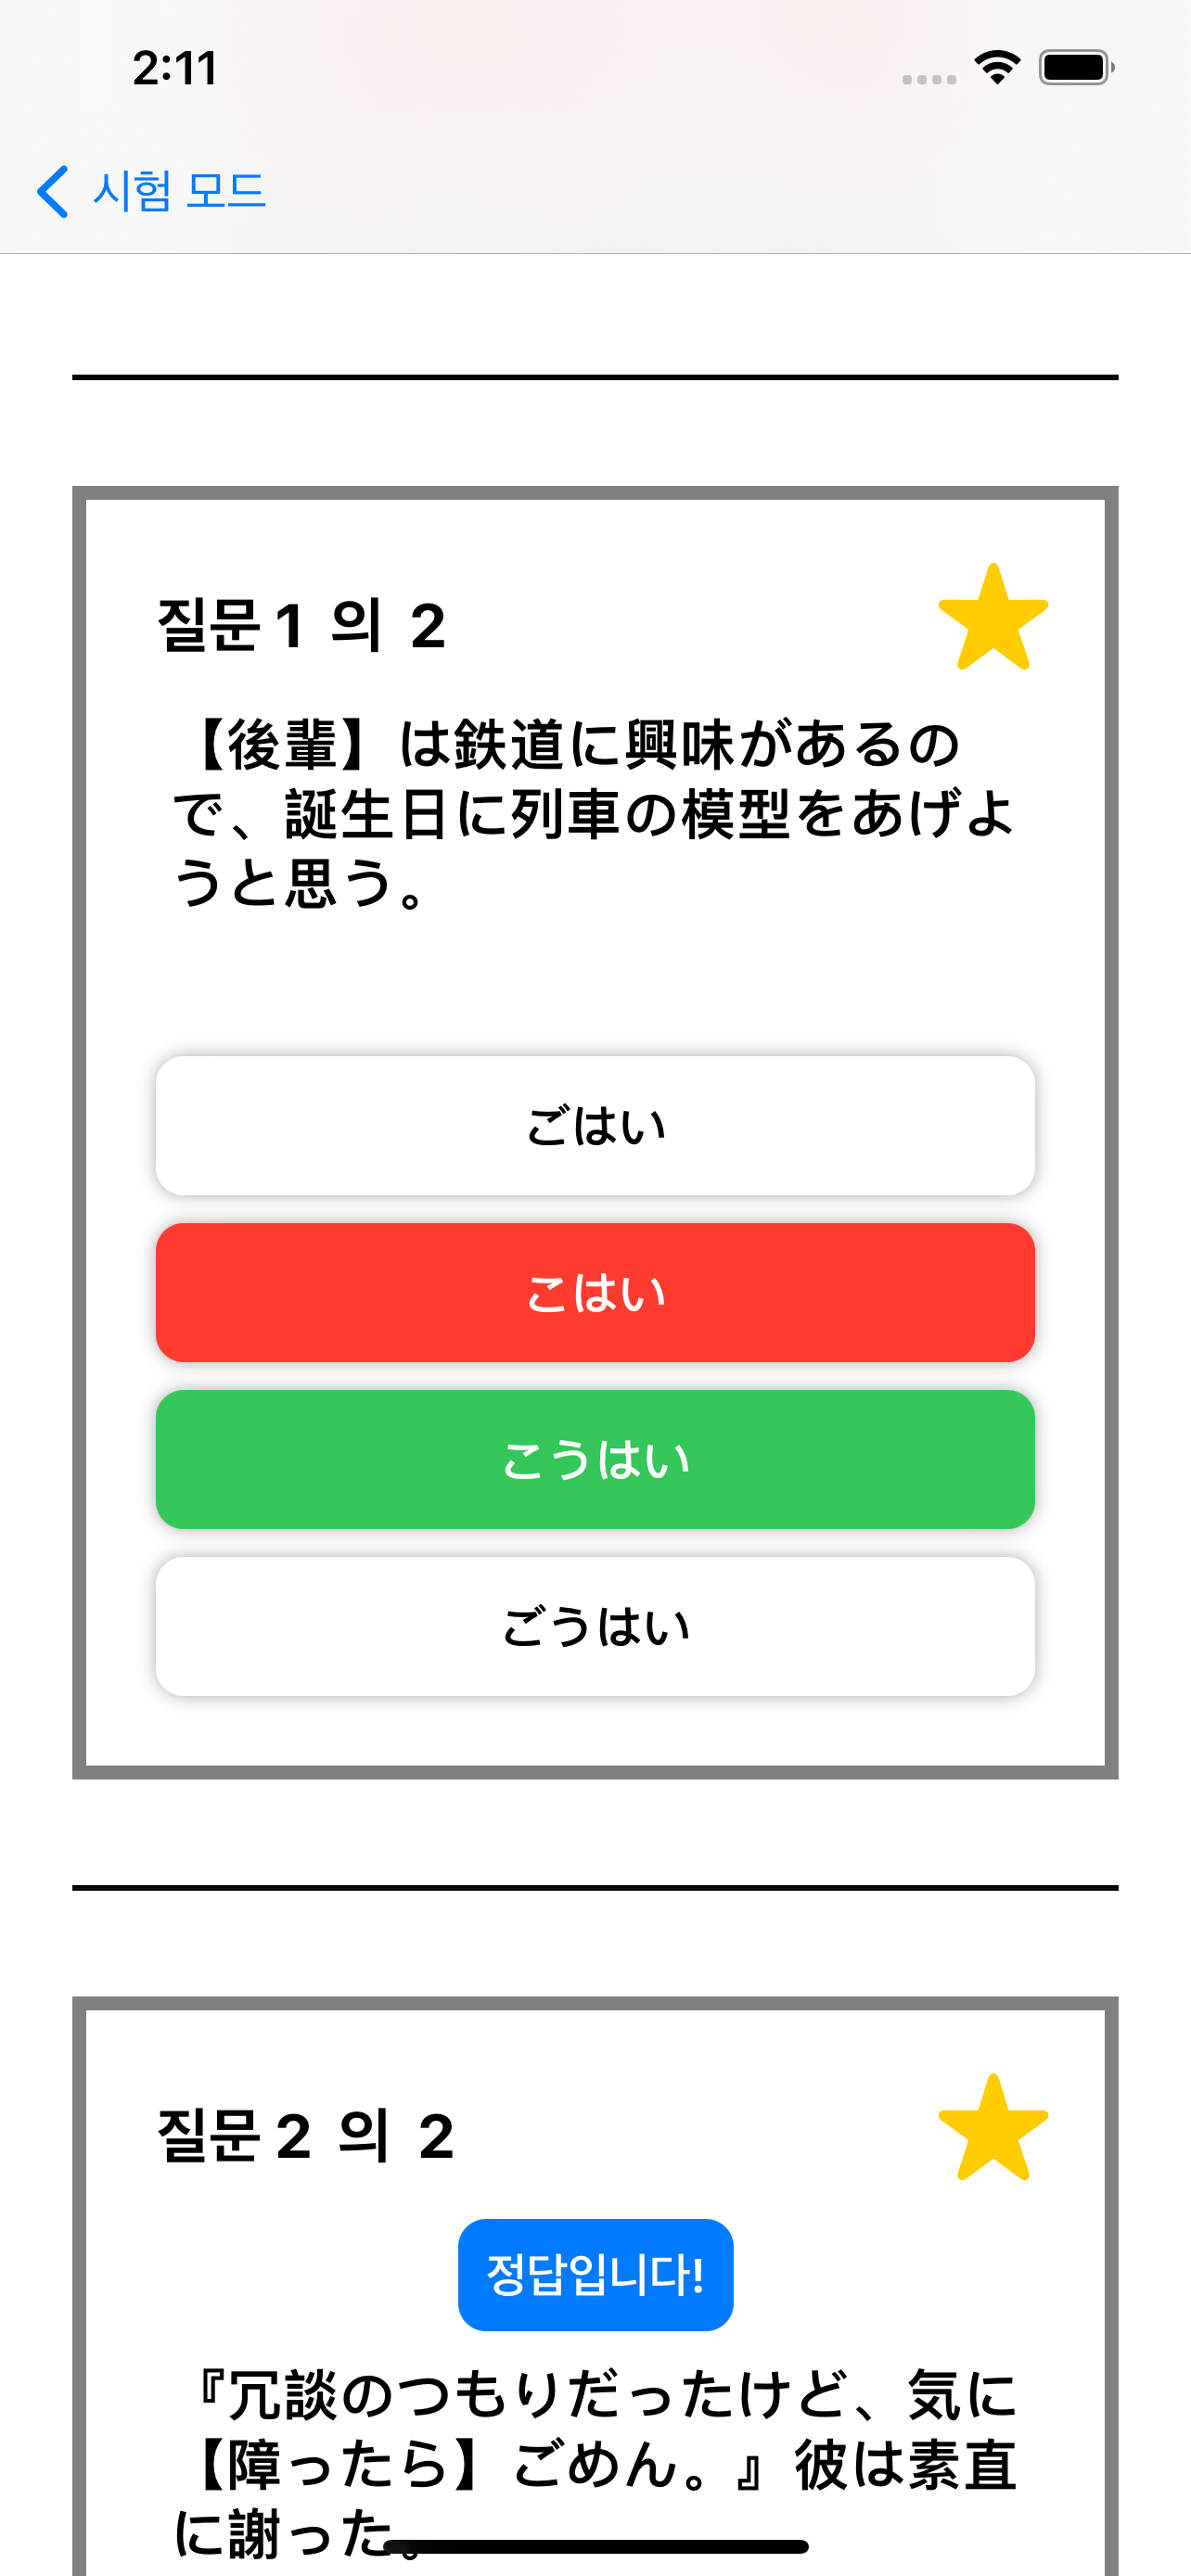 2:11
시험 모드
질문 1 의 2
【後輩】は鉄道に興味があるの
で、誕生日に列車の模型をあげよ
うと思う。
ごはい
こはい
こうはい
ごうはい
질문 2 의 2
정답입니다!
『冗談のつもりだったけど、気に
【障ったら】ごめん。』彼は素直
に謝った。